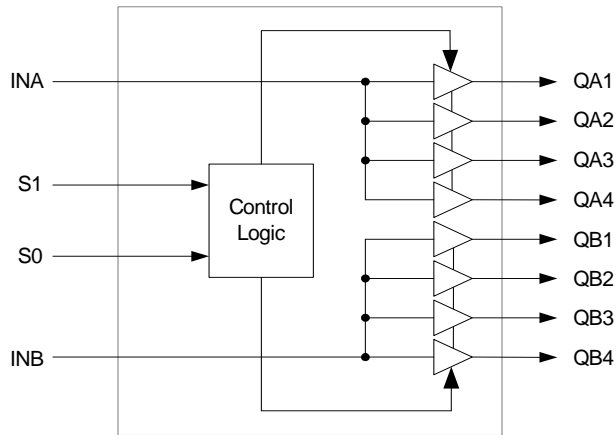 INA
S1
S0
INB
Control
Logic
QA1
QA2
QA3
QA4
QB1
QB2
QB3
QB4